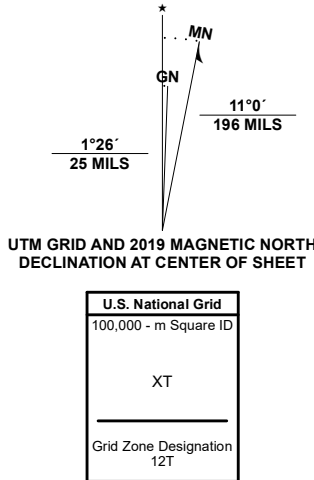 ★
MN
GN
1°26´
25 MILS
11°0´
196 MILS
UTM GRID AND 2019 MAGNETIC NORTH
DECLINATION AT CENTER OF SHEET
U.S. National Grid
100,000 - m Square ID
XT
Grid Zone Designation
12T